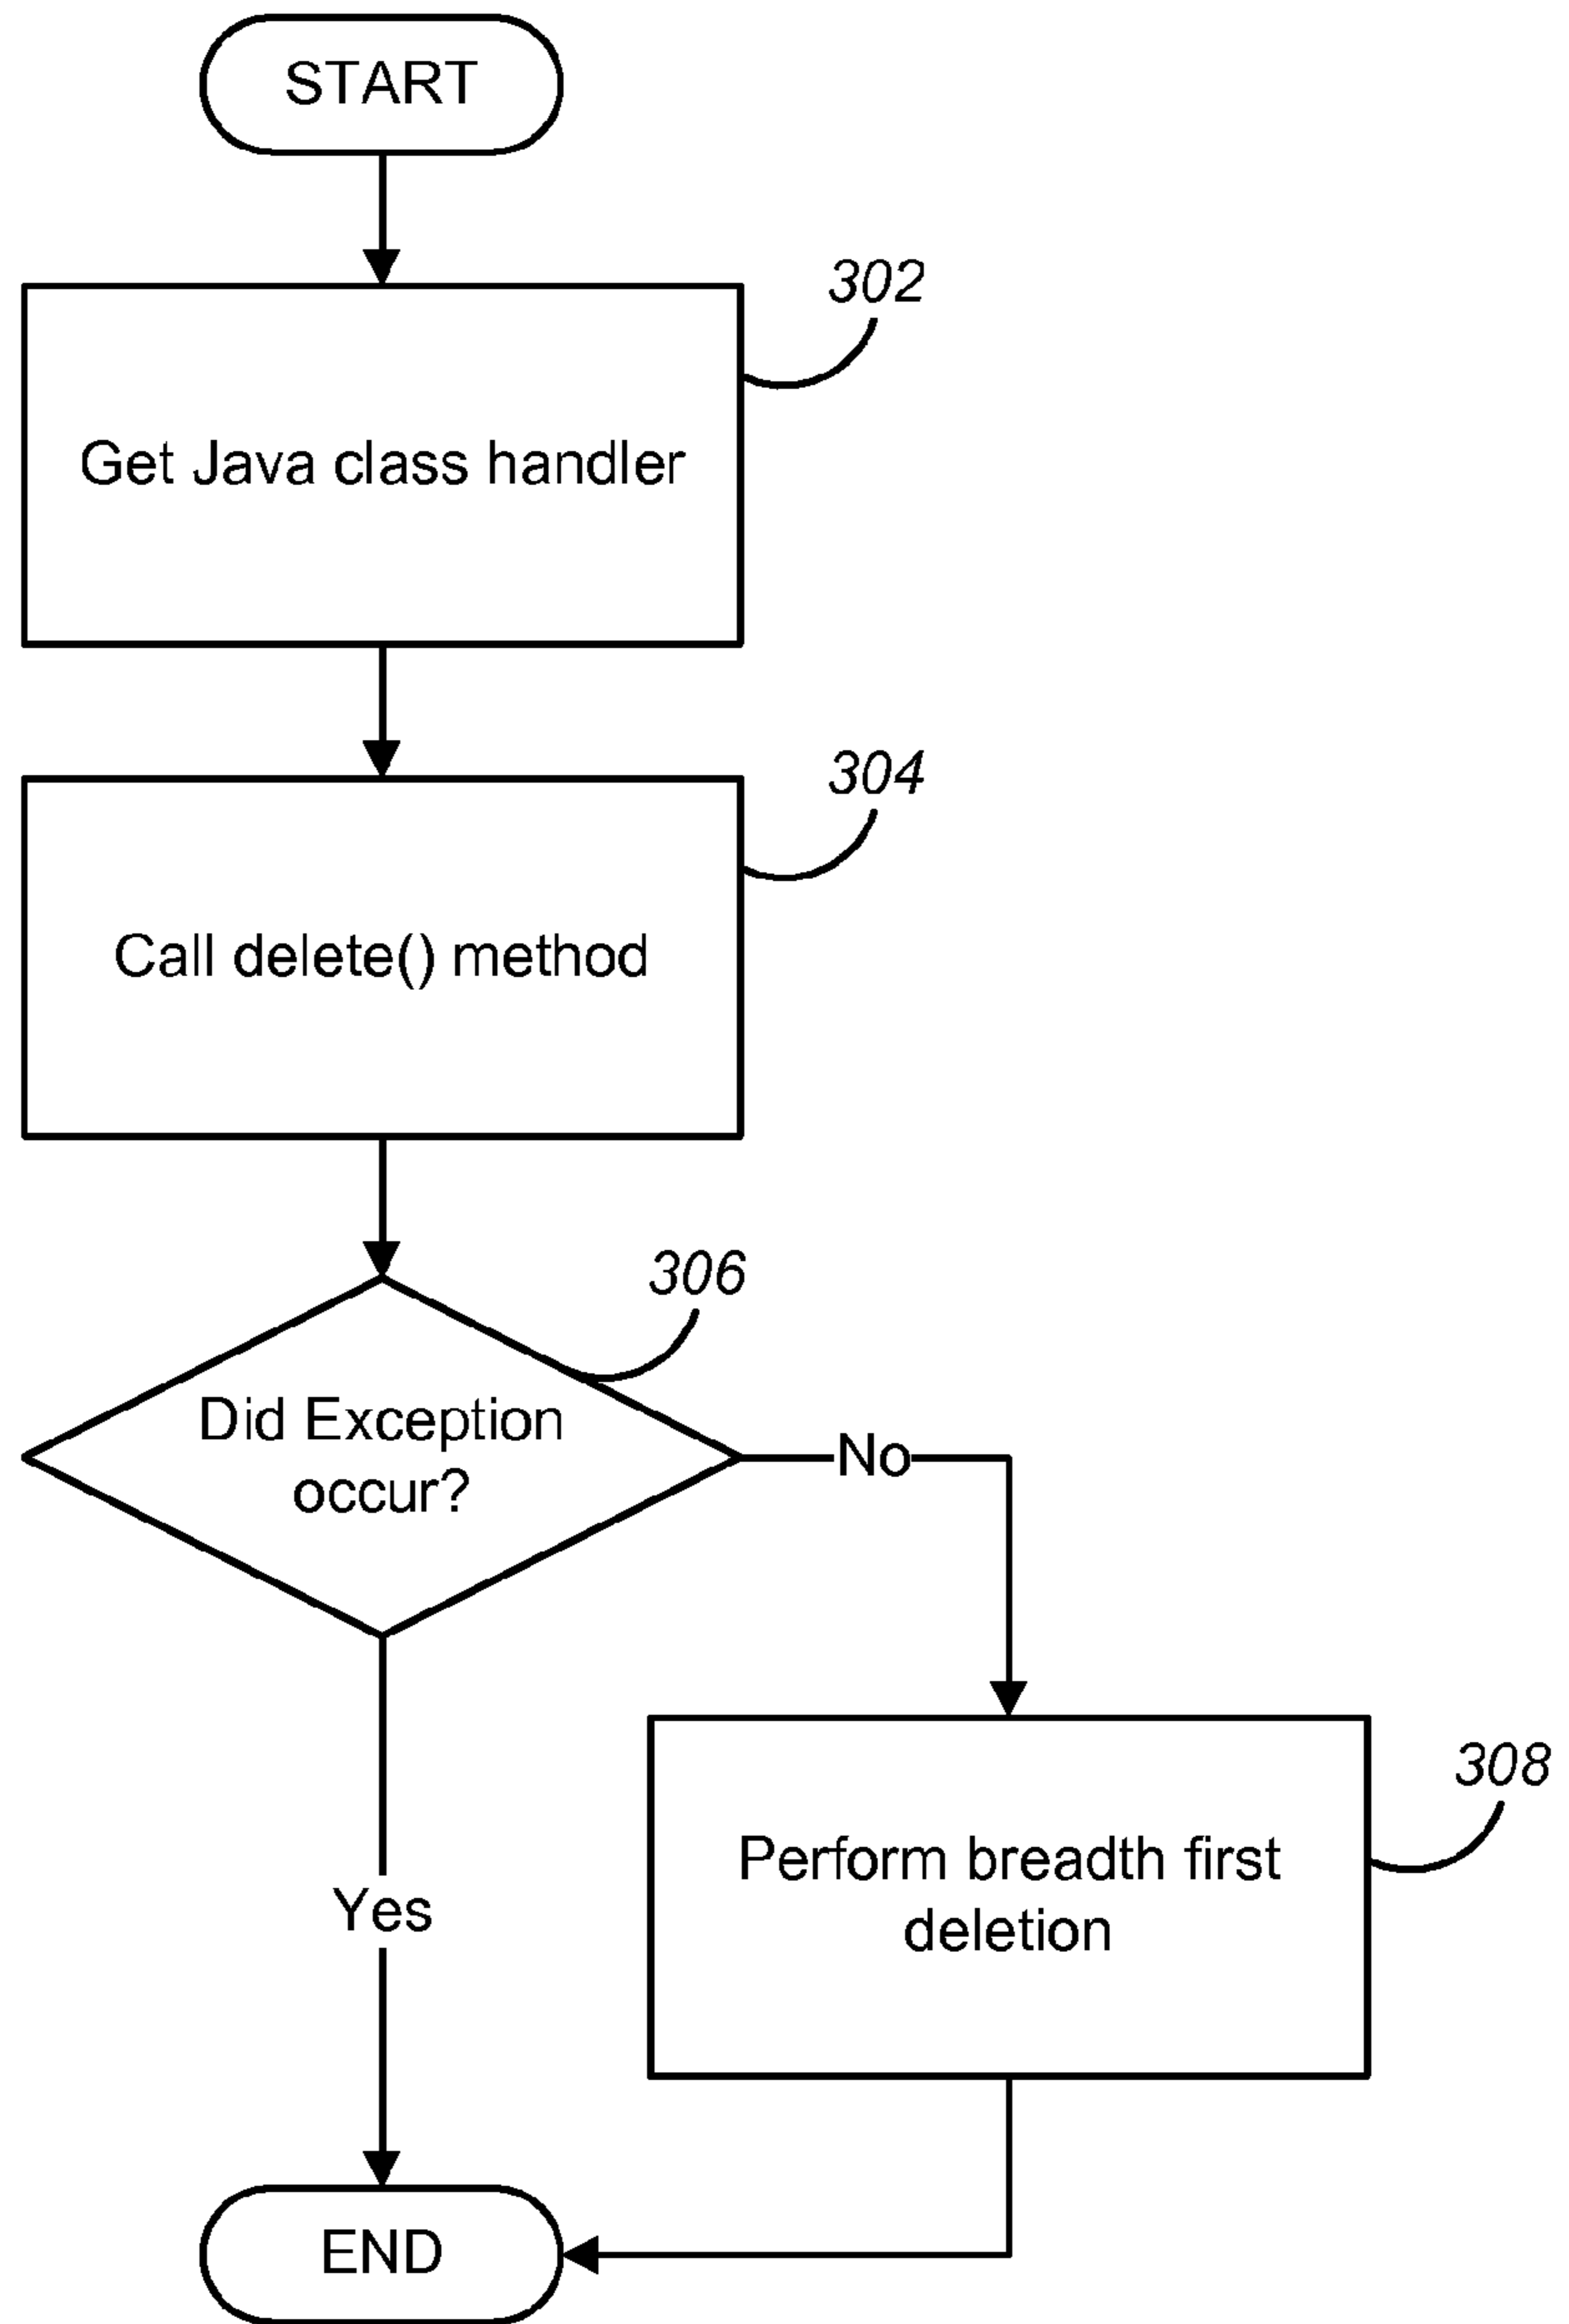 START
302
Get Java class handler
304
Call delete() method
306
Did Exception
occur?
No
308
Perform breadth first
deletion
Yes
END